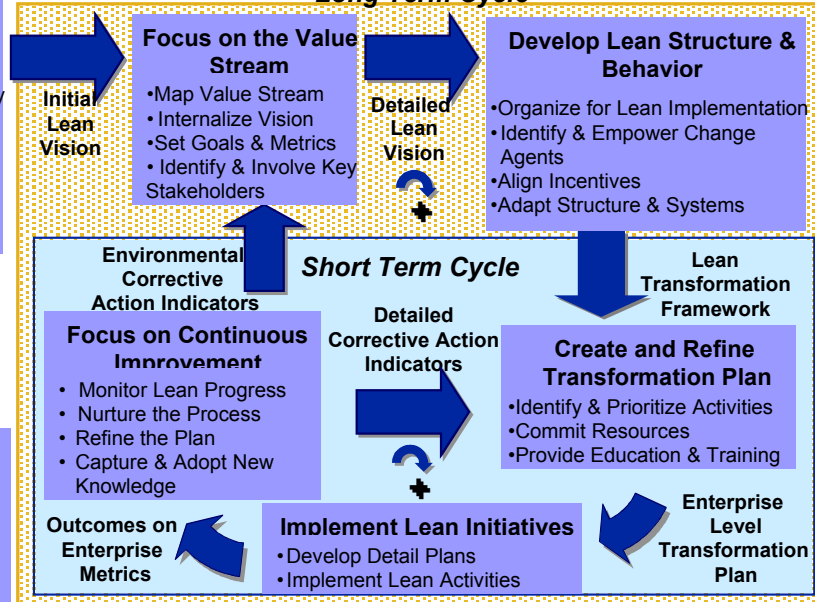 Long Term Cycle
Focus on the Value
Stream
•Map Value Stream
• Internalize Vision
•Set Goals & Metrics
• Identify & Involve Key
Stakeholders
Initial
Lean
Vision
Detailed
Lean
Vision
Develop Lean Structure &
Behavior
•Organize for Lean Implementation
• Identify & Empower Change
Agents
•Align Incentives
•Adapt Structure & Systems
Environmental
Corrective
Action Indicators
Short Term Cycle
Lean
Transformation
Framework
Detailed
Corrective Action
Indicators
Focus on Continuous
Improvement
• Monitor Lean Progress
• Nurture the Process
• Refine the Plan
• Capture & Adopt New
Knowledge
Create and Refine
Transformation Plan
•Identify & Prioritize Activities
•Commit Resources
•Provide Education & Training
Outcomes on
Enterprise
Metrics
Implement Lean Initiatives
•Develop Detail Plans
•Implement Lean Activities
Enterprise
Level
Transformation
Plan